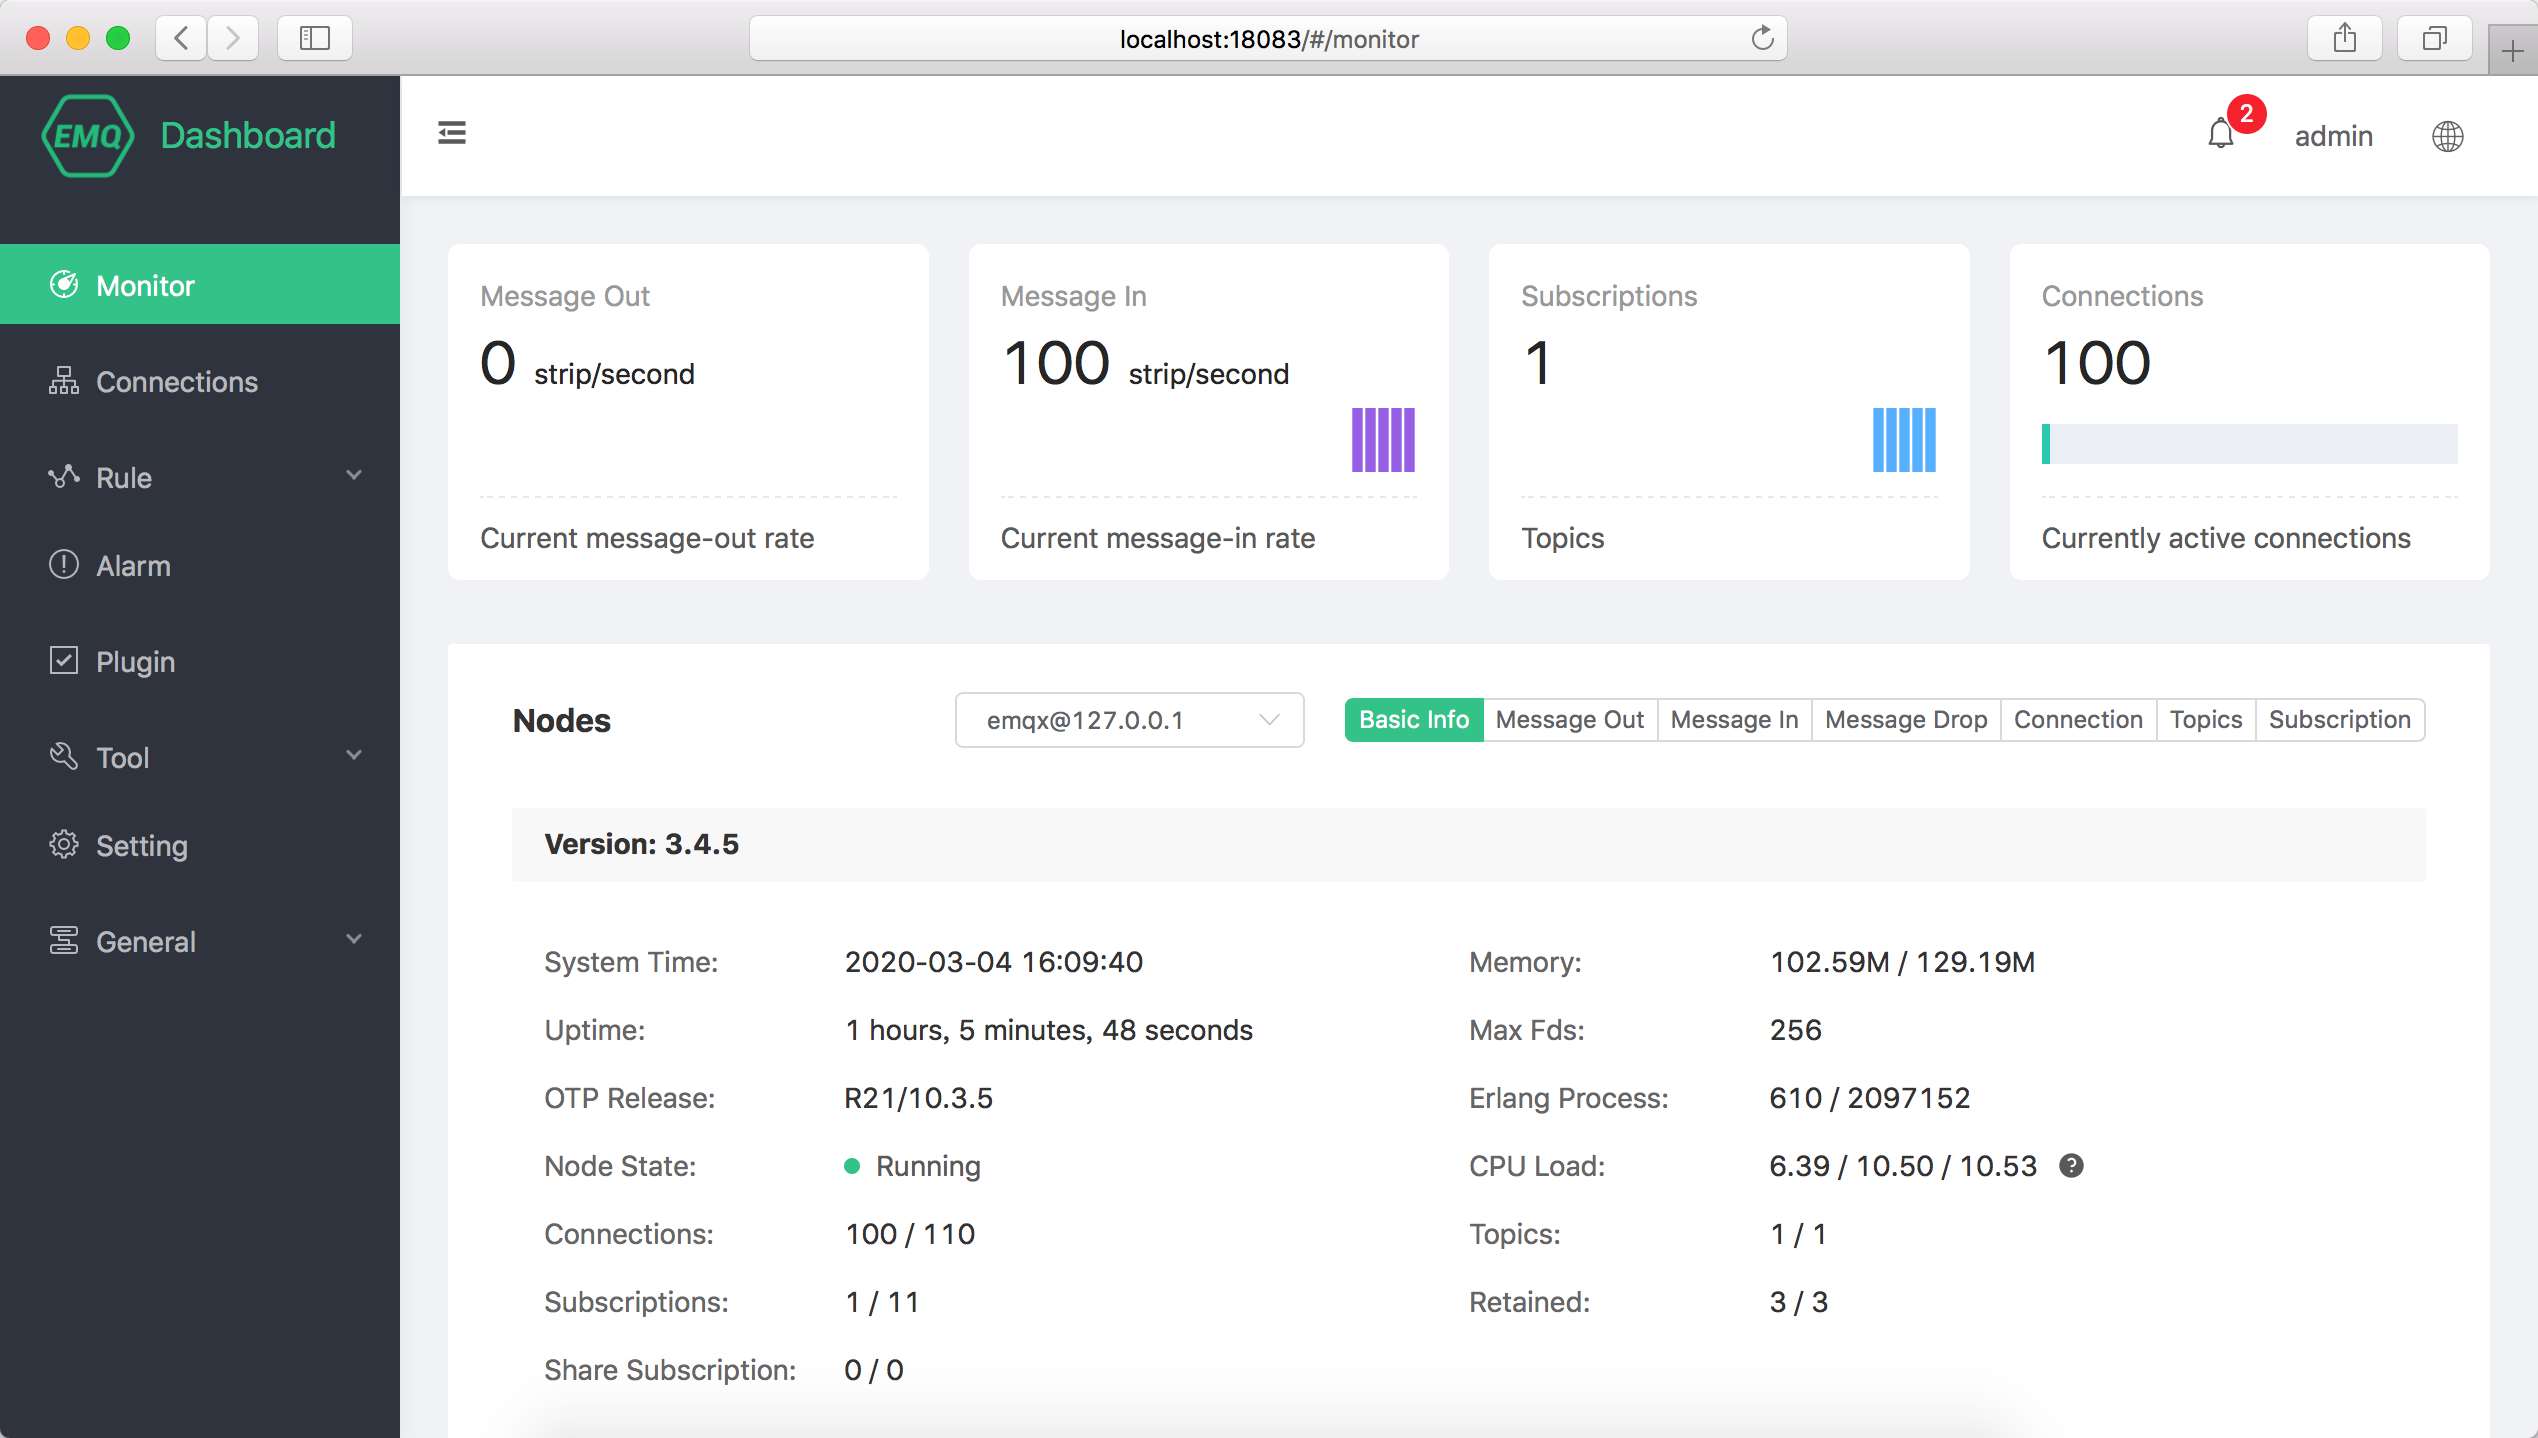 localhost:18083/#/monitor
EMQ Dashboard
2
admin
Monitor
Connections
Rule
Alarm
Plugin
Tool
Setting
General
Message Out
0 strip/second
Current message-out rate
Message In
100 strip/second
Current message-in rate
Subscriptions
1
Topics
Connections
100
Currently active connections
Nodes
emqx@127.0.0.1
Basic Info Message Out Message In Message Drop Connection Topics Subscription
Version: 3.4.5
System Time: 2020-03-04 16:09:40
Memory: 102.59M / 129.19M
Uptime: 1 hours, 5 minutes, 48 seconds
Max Fds: 256
OTP Release: R21/10.3.5
Erlang Process: 610 / 2097152
Node State: Running
CPU Load: 6.39 / 10.50 / 10.53 ?
Connections: 100 / 110
Topics: 1 / 1
Subscriptions: 1 / 11
Retained: 3 / 3
Share Subscription: 0 / 0